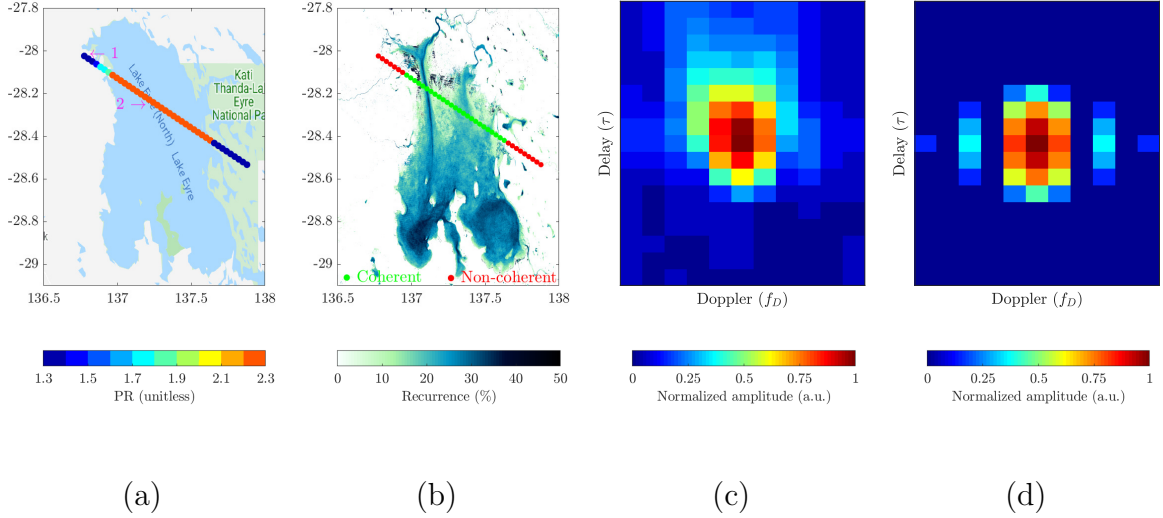 -27.8
-28
-28.2
-28.4
-28.6
-28.8
-29
136.5
137
137.5
138
← 1
2 →
Lake Eyre (North)
Lake Eyre
Kati
Thanda-La
Eyre
National Pa
k
1.3
1.5
1.7
1.9
2.1
2.3
PR (unitless)
(a)
-27.8
-28
-28.2
-28.4
-28.6
-28.8
-29
136.5
137
137.5
138
Coherent
Non-coherent
0
10
20
30
40
50
Recurrence (%)
(b)
Delay (τ)
Doppler (f_D)
0
0.25
0.5
0.75
1
Normalized amplitude (a.u.)
(c)
Delay (τ)
Doppler (f_D)
0
0.25
0.5
0.75
1
Normalized amplitude (a.u.)
(d)